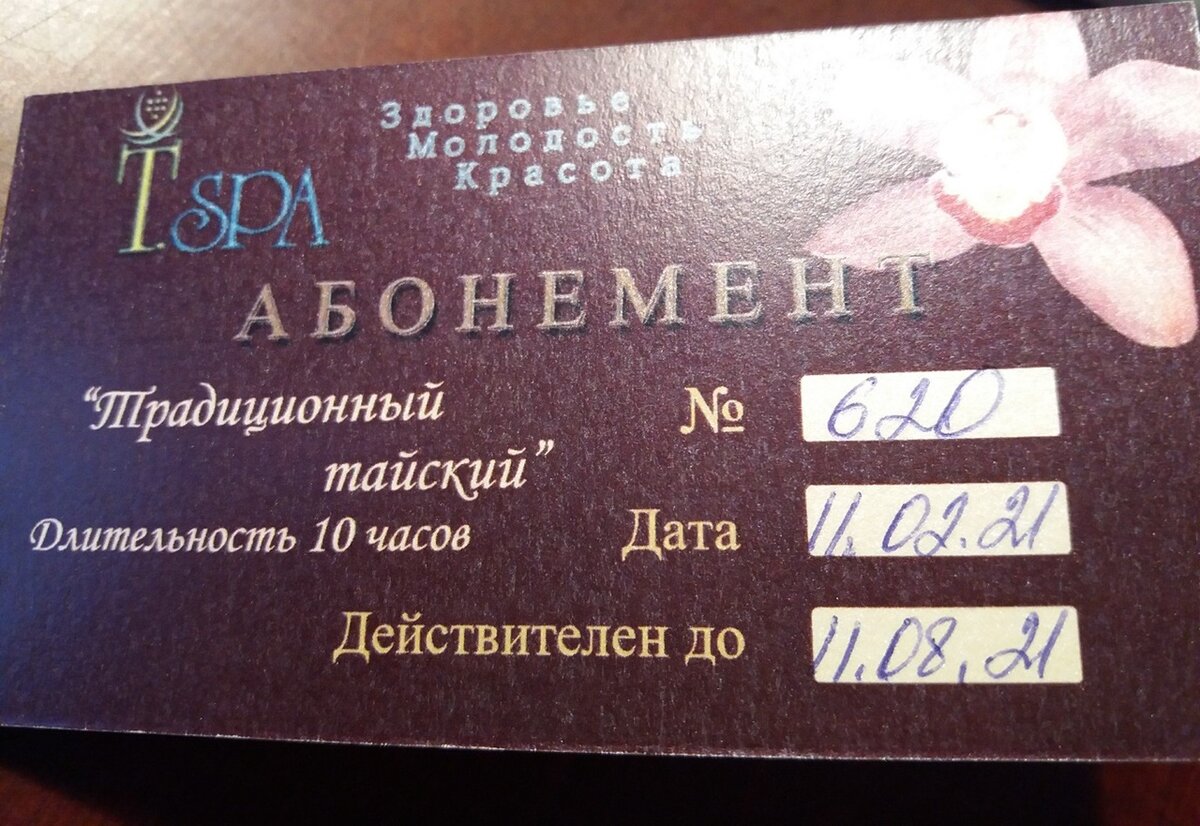 T.SPA
Здоровье
Молодость
Красота
АБОНЕМЕНТ
“Традиционный
тайский”
Длительность 10 часов
№ 620
Дата 11.02.21
Действителен до 11.08.21